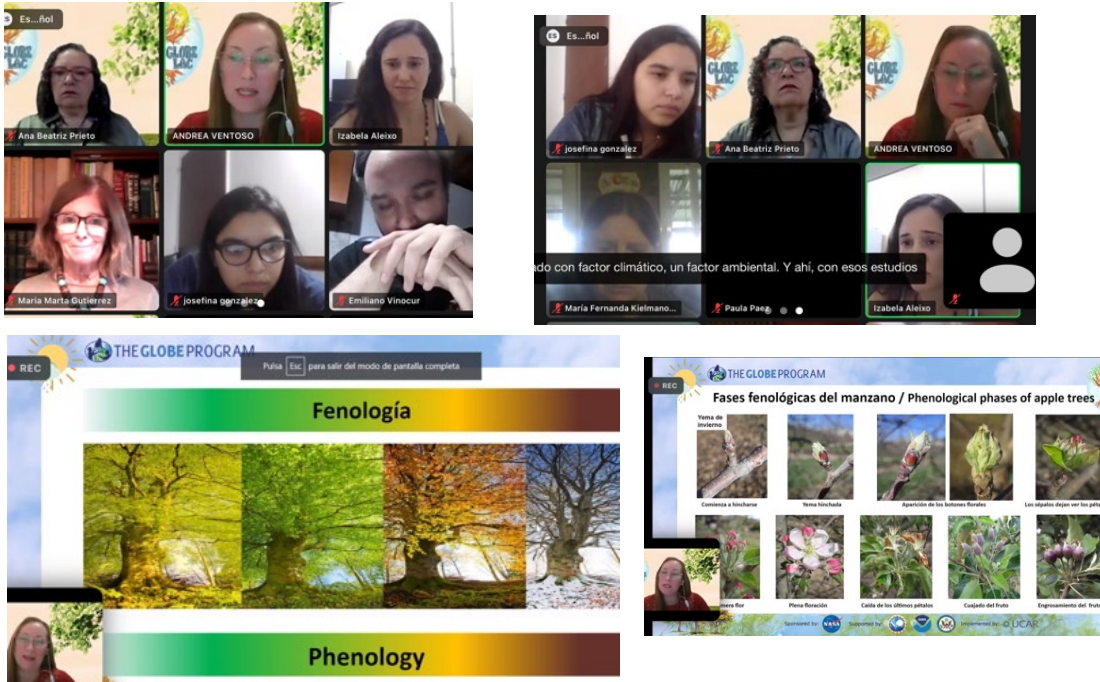 Es...ñol
GLOBE
LAC
Ana Beatriz Prieto
ANDREA VENTOSO
Izabela Aleixo
Maria Marta Gutierrez
josefina gonzalez
Emiliano Vinocur
ES Es...ñol
GLOBE
LAC
josefina gonzalez
Ana Beatriz Prieto
ANDREA VENTOSO
ado con factor climático, un factor ambiental. Y ahí, con esos estudios
María Fernanda Kielmano...
Paula Paez
Izabela Aleixo
THE GLOBE PROGRAM
REC
Pulsa Esc para salir del modo de pantalla completa
Fenología
Phenology
THE GLOBE PROGRAM
REC
Fases fenológicas del manzano / Phenological phases of apple trees
Yema de
invierno
Comienza a hincharse
Yema hinchada
Aparición de los botones florales
Los sépalos dejan ver los péta
mera flor
Plena floración
Caída de los últimos pétalos
Cuajado del fruto
Engrosamiento del fruto
Sponsored by: NASA Supported by: Implemented by: UCAR